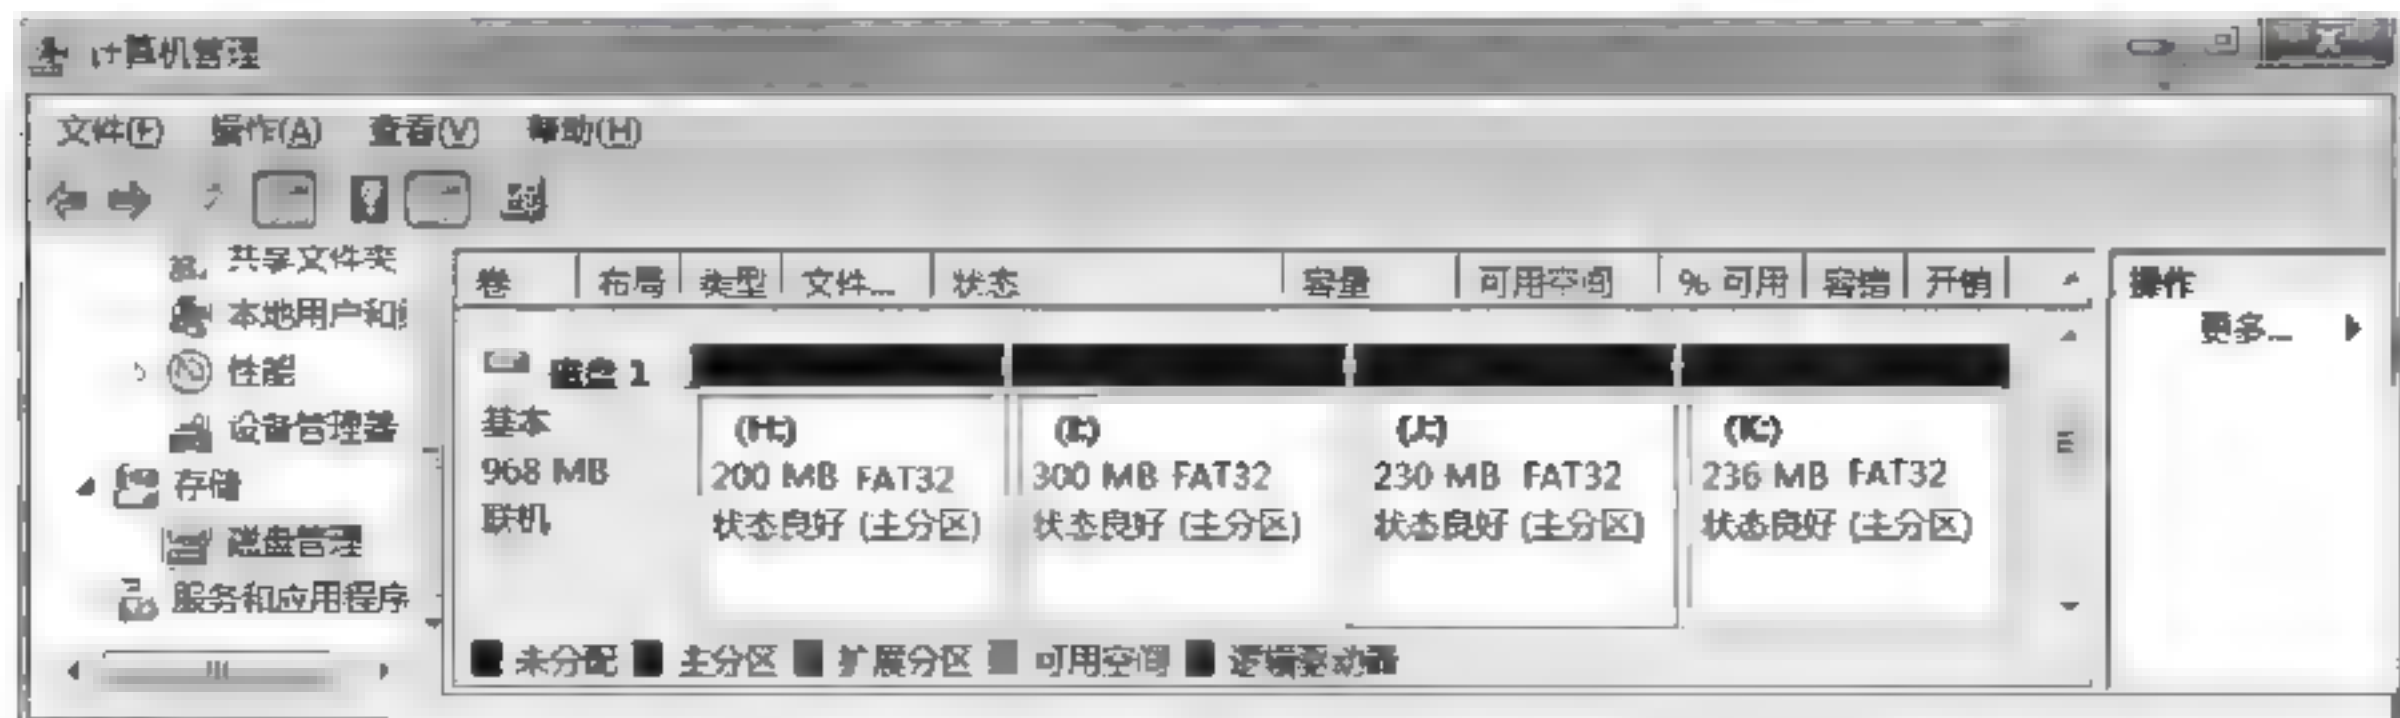 计算机管理
文件(F) 操作(A) 查看(V) 帮助(H)
共享文件夹
本地用户和
性能
设备管理器
存储
磁盘管理
服务和应用程序
卷 布局 类型 文件... 状态 容量 可用空间 % 可用 容错 开销
磁盘 1
基本
968 MB
联机
(H:)
200 MB FAT32
状态良好 (主分区)
(I:)
300 MB FAT32
状态良好 (主分区)
(J:)
230 MB FAT32
状态良好 (主分区)
(K:)
236 MB FAT32
状态良好 (主分区)
未分配 主分区 扩展分区 可用空间 逻辑驱动器
操作
更多...